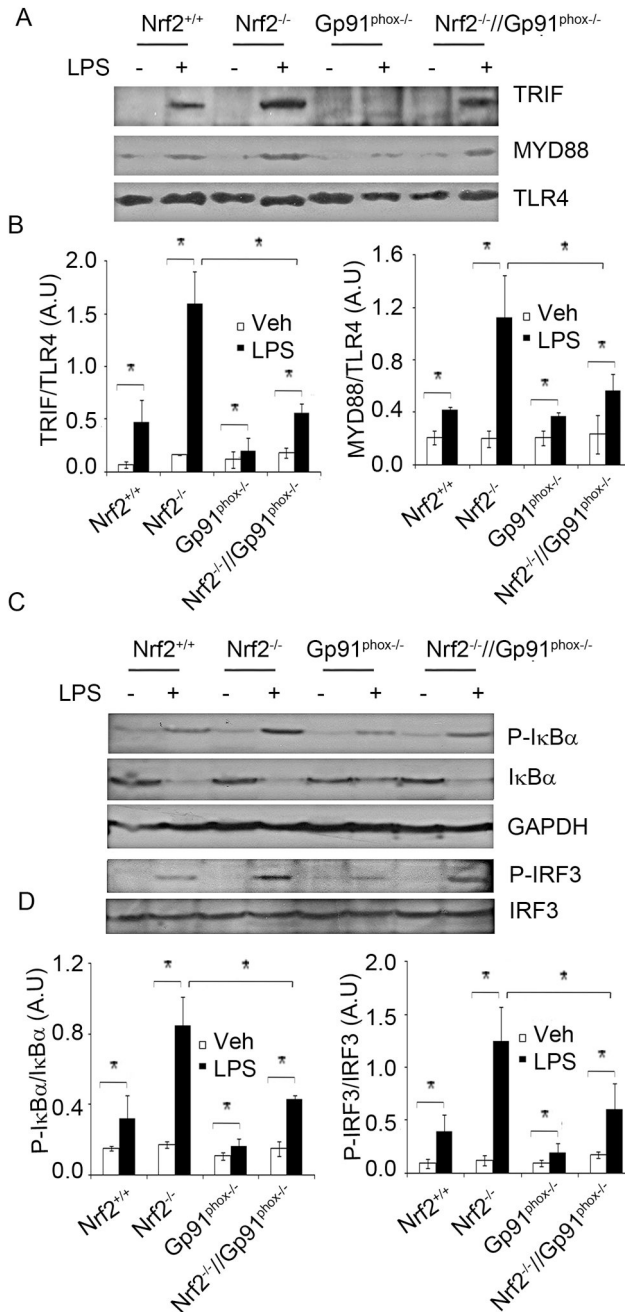 A
Nrf2+/+ Nrf2-/- Gp91phox-/- Nrf2-/-//Gp91phox-/-
LPS - + - + - + - +
TRIF
MYD88
TLR4
B
TRIF/TLR4 (A.U)
2.0
1.5
1.0
0.5
0.0
* * * * *
Veh
LPS
Nrf2+/+
Nrf2-/-
Gp91phox-/-
Nrf2-/-//Gp91phox-/-
MYD88/TLR4 (A.U)
1.6
1.2
0.8
0.4
0.0
* * * * *
Veh
LPS
Nrf2+/+
Nrf2-/-
Gp91phox-/-
Nrf2-/-//Gp91phox-/-
C
Nrf2+/+ Nrf2-/- Gp91phox-/- Nrf2-/-//Gp91phox-/-
LPS - + - + - + - +
P-IκBα
IκBα
GAPDH
P-IRF3
IRF3
D
P-IκBα/IκBα (A.U)
1.2
0.8
0.4
0.0
* * * * *
Veh
LPS
Nrf2+/+
Nrf2-/-
Gp91phox-/-
Nrf2-/-//Gp91phox-/-
P-IRF3/IRF3 (A.U)
2.0
1.5
1.0
0.5
0.0
* * * * *
Veh
LPS
Nrf2+/+
Nrf2-/-
Gp91phox-/-
Nrf2-/-//Gp91phox-/-